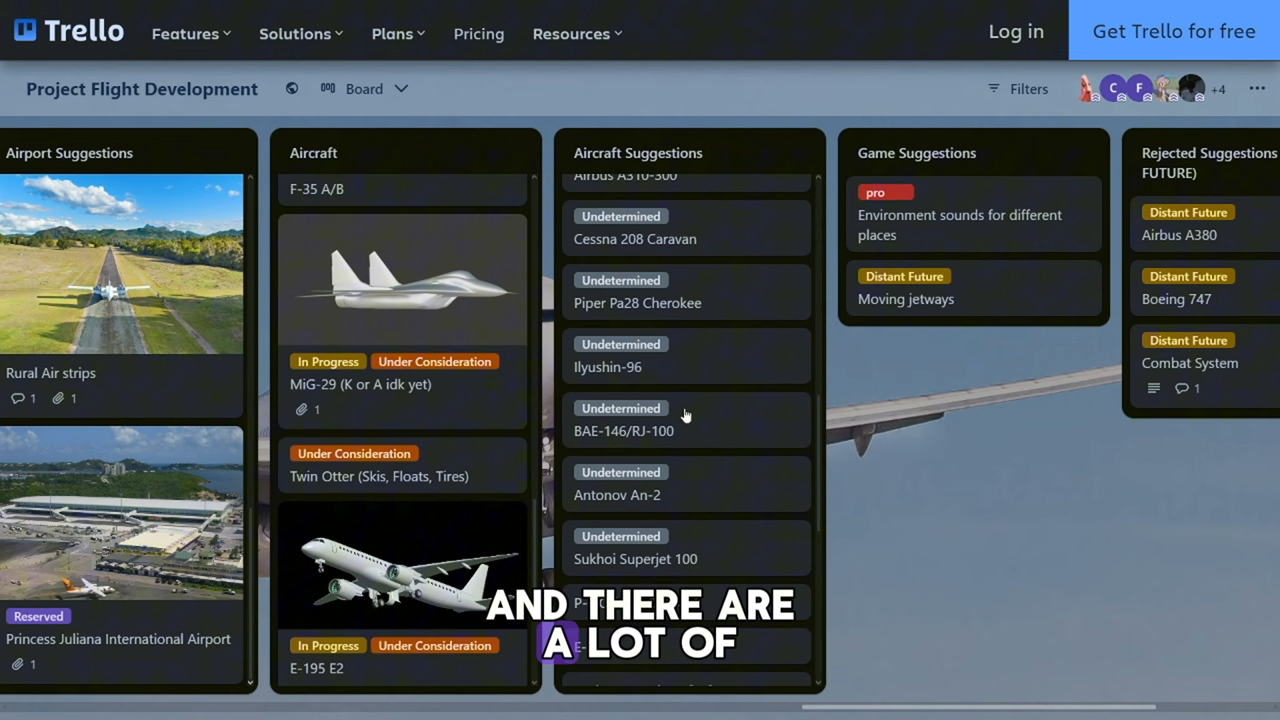 Trello
Features
Solutions
Plans
Pricing
Resources
Log in
Get Trello for free
Project Flight Development
Board
Filters
C
F
+4
Airport Suggestions
Rural Air strips
1
1
Reserved
Princess Juliana International Airport
1
Aircraft
F-35 A/B
In Progress
Under Consideration
MiG-29 (K or A idk yet)
1
Under Consideration
Twin Otter (Skis, Floats, Tires)
In Progress
Under Consideration
E-195 E2
Aircraft Suggestions
Airbus A310-300
Undetermined
Cessna 208 Caravan
Undetermined
Piper Pa28 Cherokee
Undetermined
Ilyushin-96
Undetermined
BAE-146/RJ-100
Undetermined
Antonov An-2
Undetermined
Sukhoi Superjet 100
Game Suggestions
pro
Environment sounds for different
places
Distant Future
Moving jetways
Rejected Suggestions
FUTURE)
Distant Future
Airbus A380
Distant Future
Boeing 747
Distant Future
Combat System
1
AND THERE ARE
A LOT OF